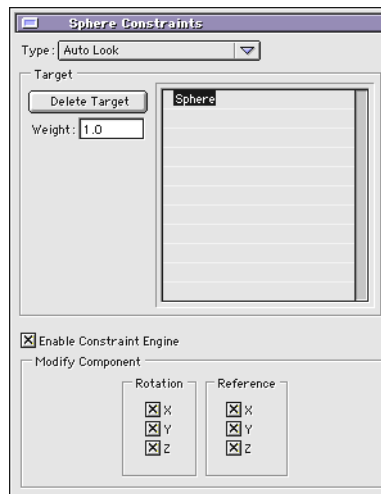 Sphere Constraints
Type: Auto Look
Target
Delete Target
Sphere
Weight: 1.0
Enable Constraint Engine
Modify Component
Rotation Reference
X X
Y Y
Z Z